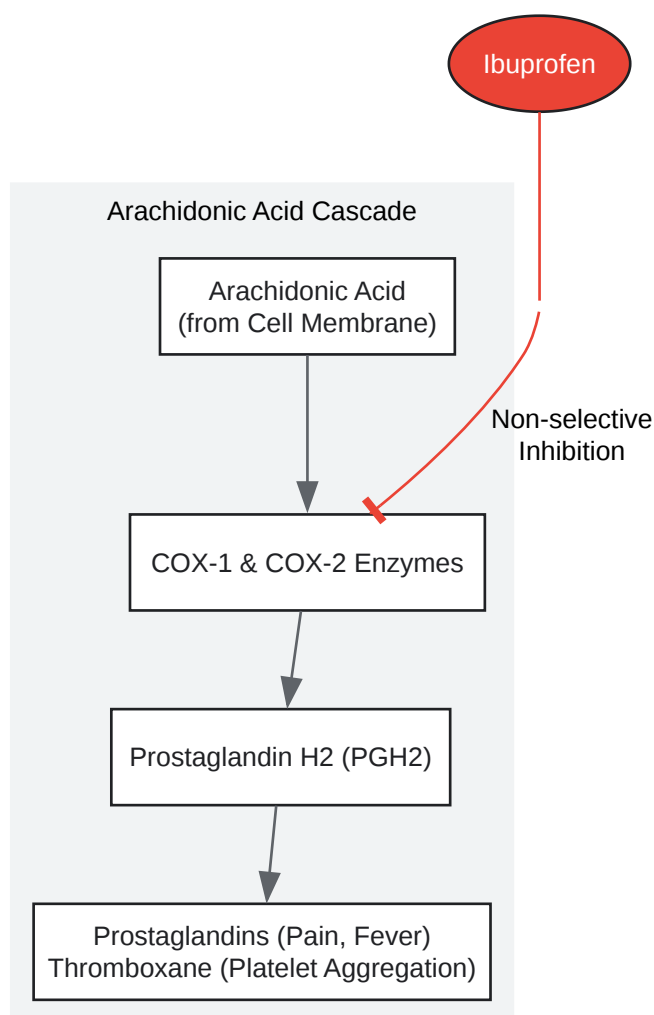 Ibuprofen
Arachidonic Acid Cascade
Arachidonic Acid
(from Cell Membrane)
Non-selective
Inhibition
COX-1 & COX-2 Enzymes
Prostaglandin H2 (PGH2)
Prostaglandins (Pain, Fever)
Thromboxane (Platelet Aggregation)